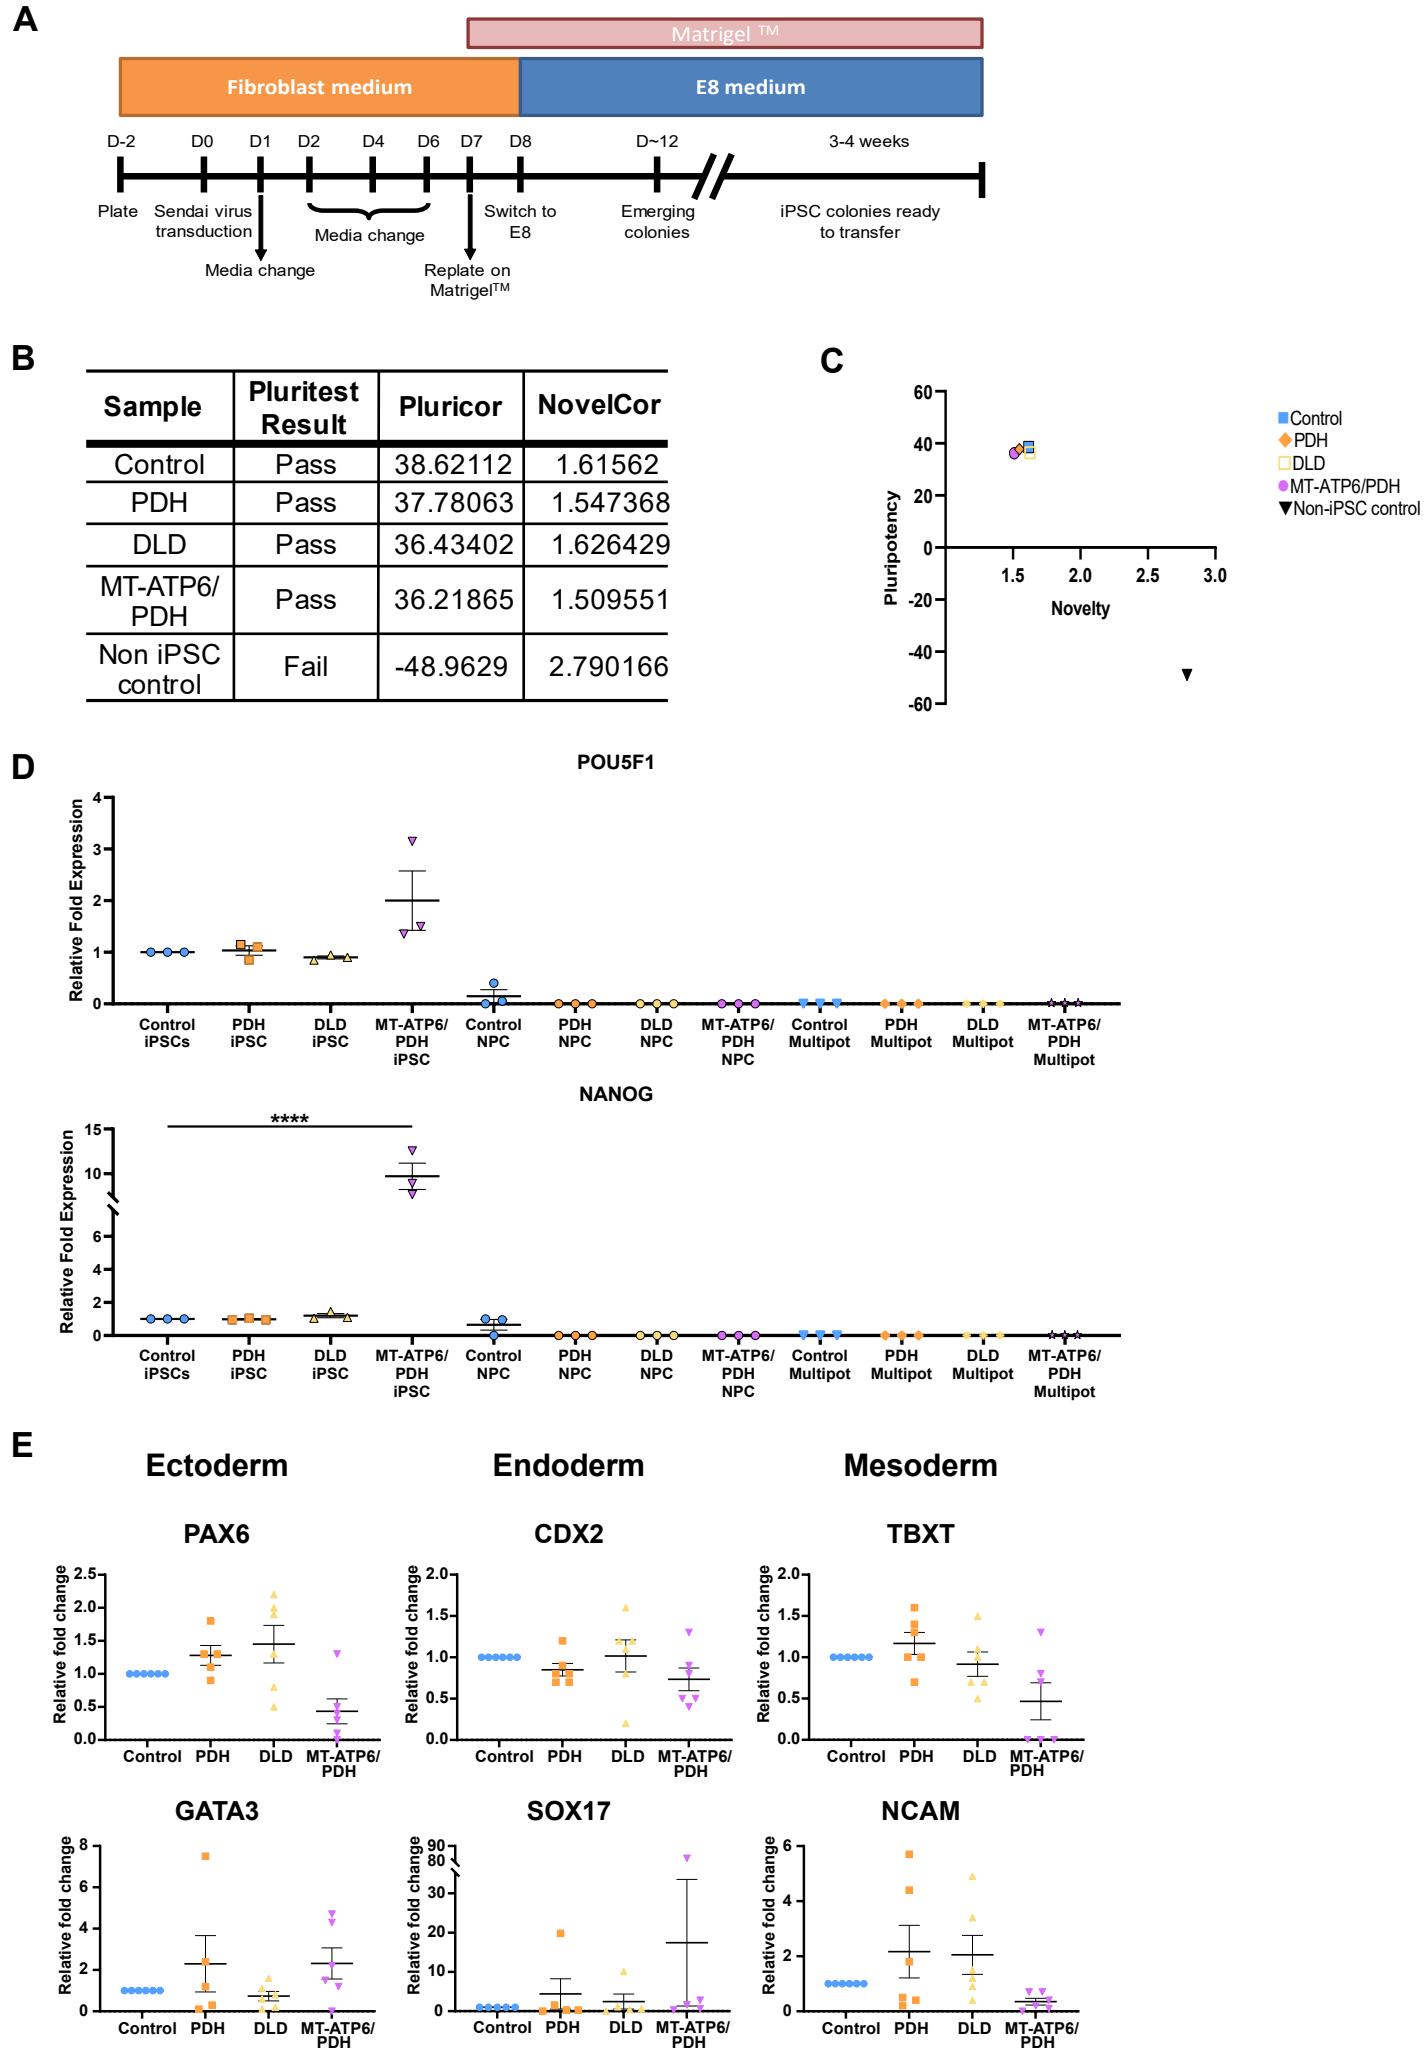 A
Matrigel TM
Fibroblast medium
E8 medium
D-2 D0 D1 D2 D4 D6 D7 D8 D~12 3-4 weeks
Plate
Sendai virus
transduction
Media change
Media change
Replate on
MatrigelTM
Switch to
E8
Emerging
colonies
iPSC colonies ready
to transfer
B
Sample Pluritest Result Pluricor NovelCor
Control Pass 38.62112 1.61562
PDH Pass 37.78063 1.547368
DLD Pass 36.43402 1.626429
MT-ATP6/ PDH Pass 36.21865 1.509551
Non iPSC control Fail -48.9629 2.790166
C
Pluripotency
60
40
20
0
-20
-40
-60
1.5 2.0 2.5 3.0
Novelty
Control
PDH
DLD
MT-ATP6/PDH
Non-iPSC control
D
POU5F1
Relative Fold Expression
4
3
2
1
0
Control iPSCs
PDH iPSC
DLD iPSC
MT-ATP6/ PDH iPSC
Control NPC
PDH NPC
DLD NPC
MT-ATP6/ PDH NPC
Control Multipot
PDH Multipot
DLD Multipot
MT-ATP6/ PDH Multipot
NANOG
****
Relative Fold Expression
15
10
6
4
2
0
Control iPSCs
PDH iPSC
DLD iPSC
MT-ATP6/ PDH iPSC
Control NPC
PDH NPC
DLD NPC
MT-ATP6/ PDH NPC
Control Multipot
PDH Multipot
DLD Multipot
MT-ATP6/ PDH Multipot
E
Ectoderm Endoderm Mesoderm
PAX6
Relative fold change
2.5
2.0
1.5
1.0
0.5
0.0
Control PDH DLD MT-ATP6/ PDH
CDX2
Relative fold change
2.0
1.5
1.0
0.5
0.0
Control PDH DLD MT-ATP6/ PDH
TBXT
Relative fold change
2.0
1.5
1.0
0.5
0.0
Control PDH DLD MT-ATP6/ PDH
GATA3
Relative fold change
8
6
4
2
0
Control PDH DLD MT-ATP6/ PDH
SOX17
Relative fold change
90
80
30
20
10
0
Control PDH DLD MT-ATP6/ PDH
NCAM
Relative fold change
6
4
2
0
Control PDH DLD MT-ATP6/ PDH